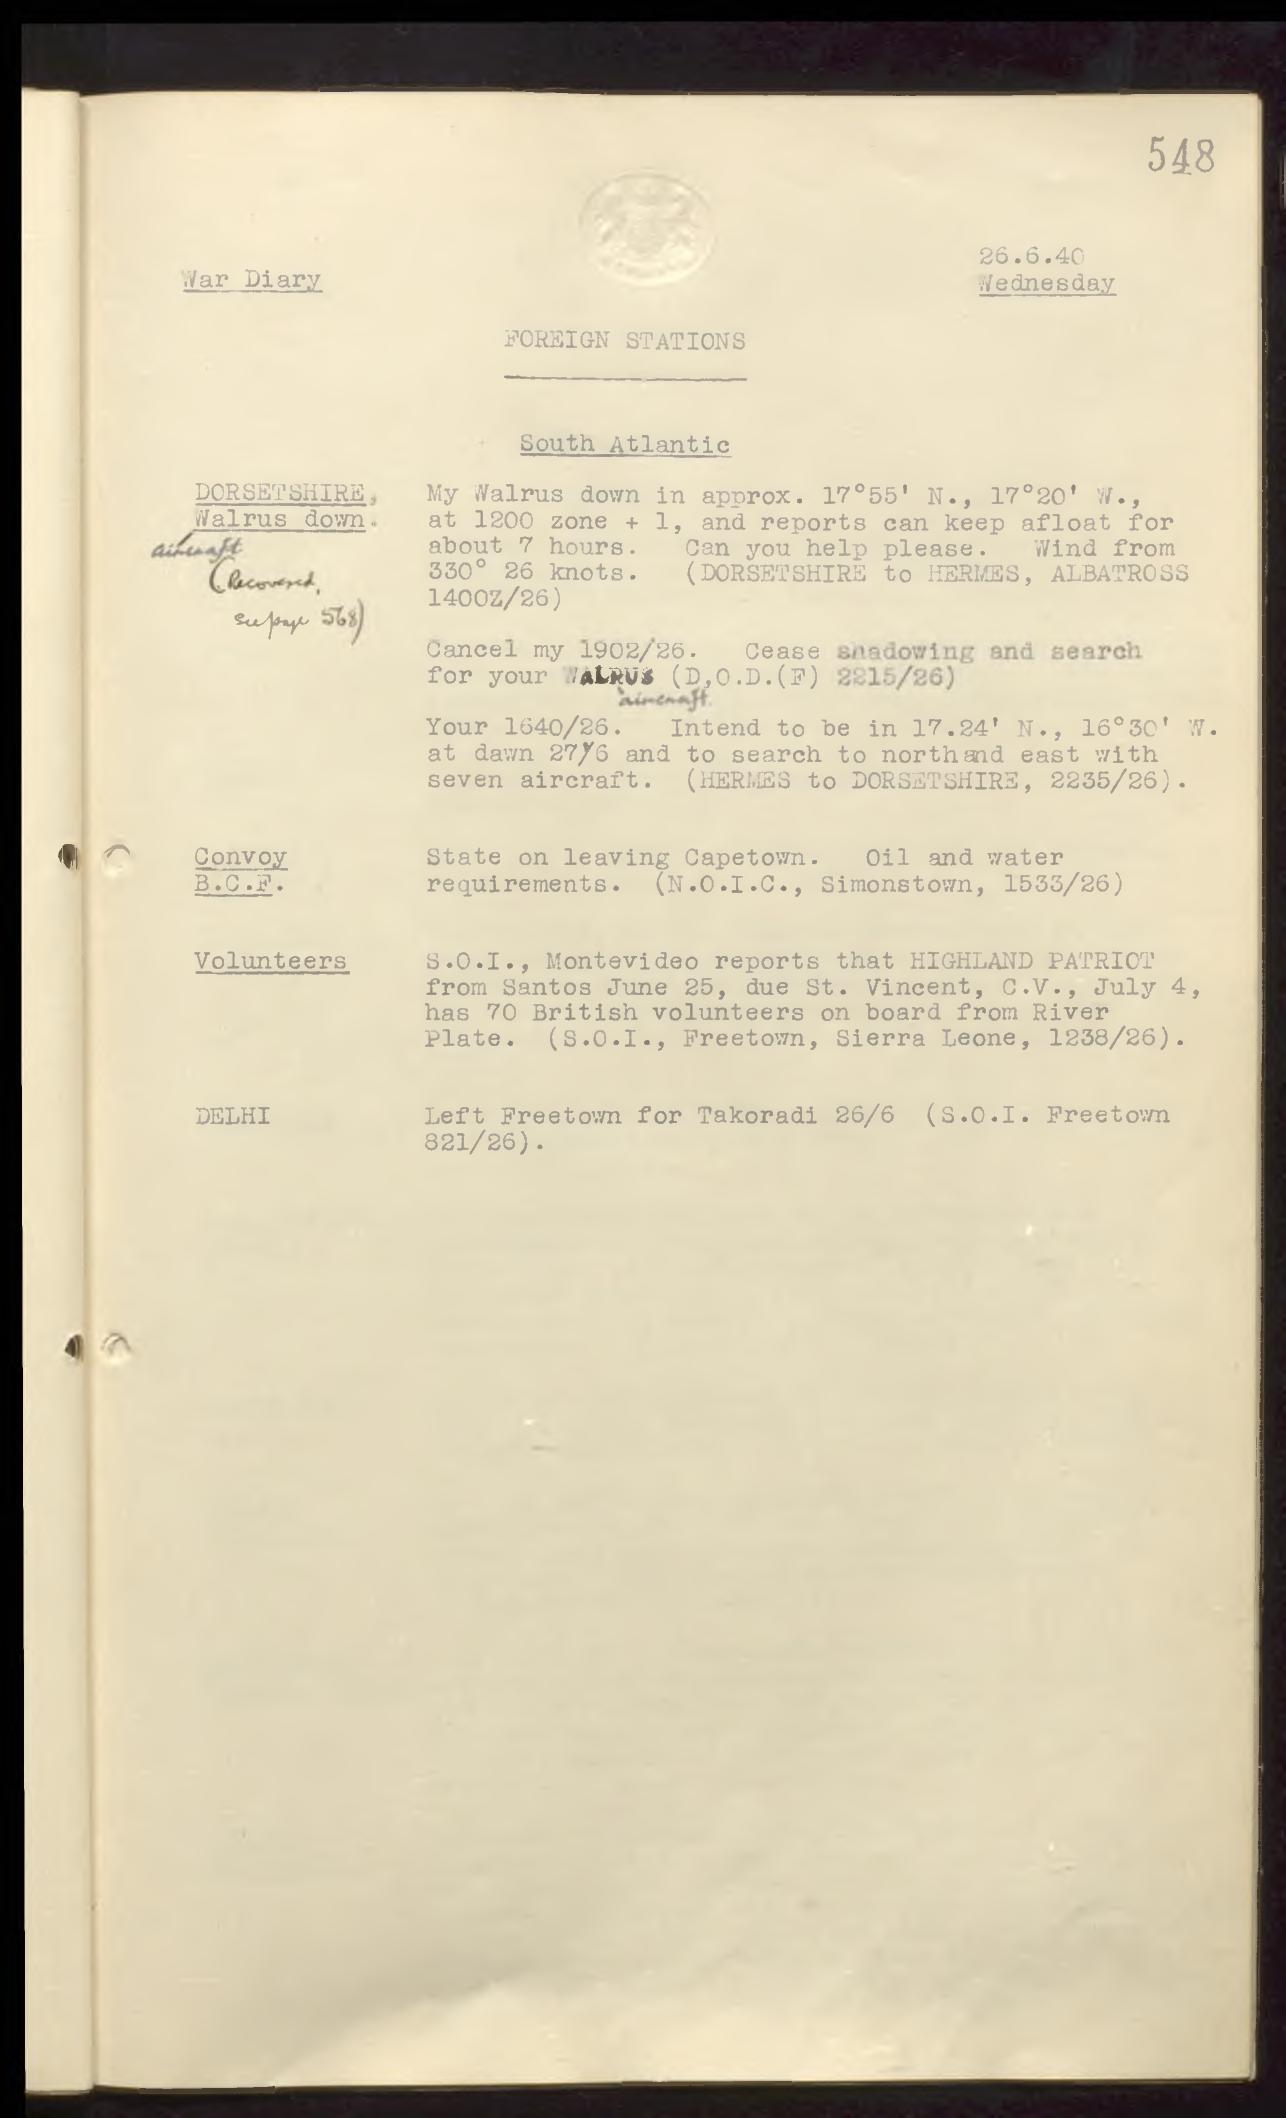 548
26.6.40
War Diary
Wednesday
FOREIGN STATIONS
South Atlantic
DORSETSHIRE,
Walrus down.
aircraft
(Recovered,
see page 568)
My Walrus down in approx. 17°55' N., 17°20' W.,
at 1200 zone + 1, and reports can keep afloat for
about 7 hours. Can you help please. Wind from
330° 26 knots. (DORSETSHIRE to HERMES, ALBATROSS
1400Z/26)
Cancel my 1902/26. Cease shadowing and search
for your WALRUS (D,O.D.(F) 2215/26)
aircraft.
Your 1640/26. Intend to be in 17.24' N., 16°30' W.
at dawn 27/6 and to search to north and east with
seven aircraft. (HERMES to DORSETSHIRE, 2235/26).
Convoy
B.C.F.
State on leaving Capetown. Oil and water
requirements. (N.O.I.C., Simonstown, 1533/26)
Volunteers
S.O.I., Montevideo reports that HIGHLAND PATRIOT
from Santos June 25, due St. Vincent, C.V., July 4,
has 70 British volunteers on board from River
Plate. (S.O.I., Freetown, Sierra Leone, 1238/26).
DELHI
Left Freetown for Takoradi 26/6 (S.O.I. Freetown
821/26).